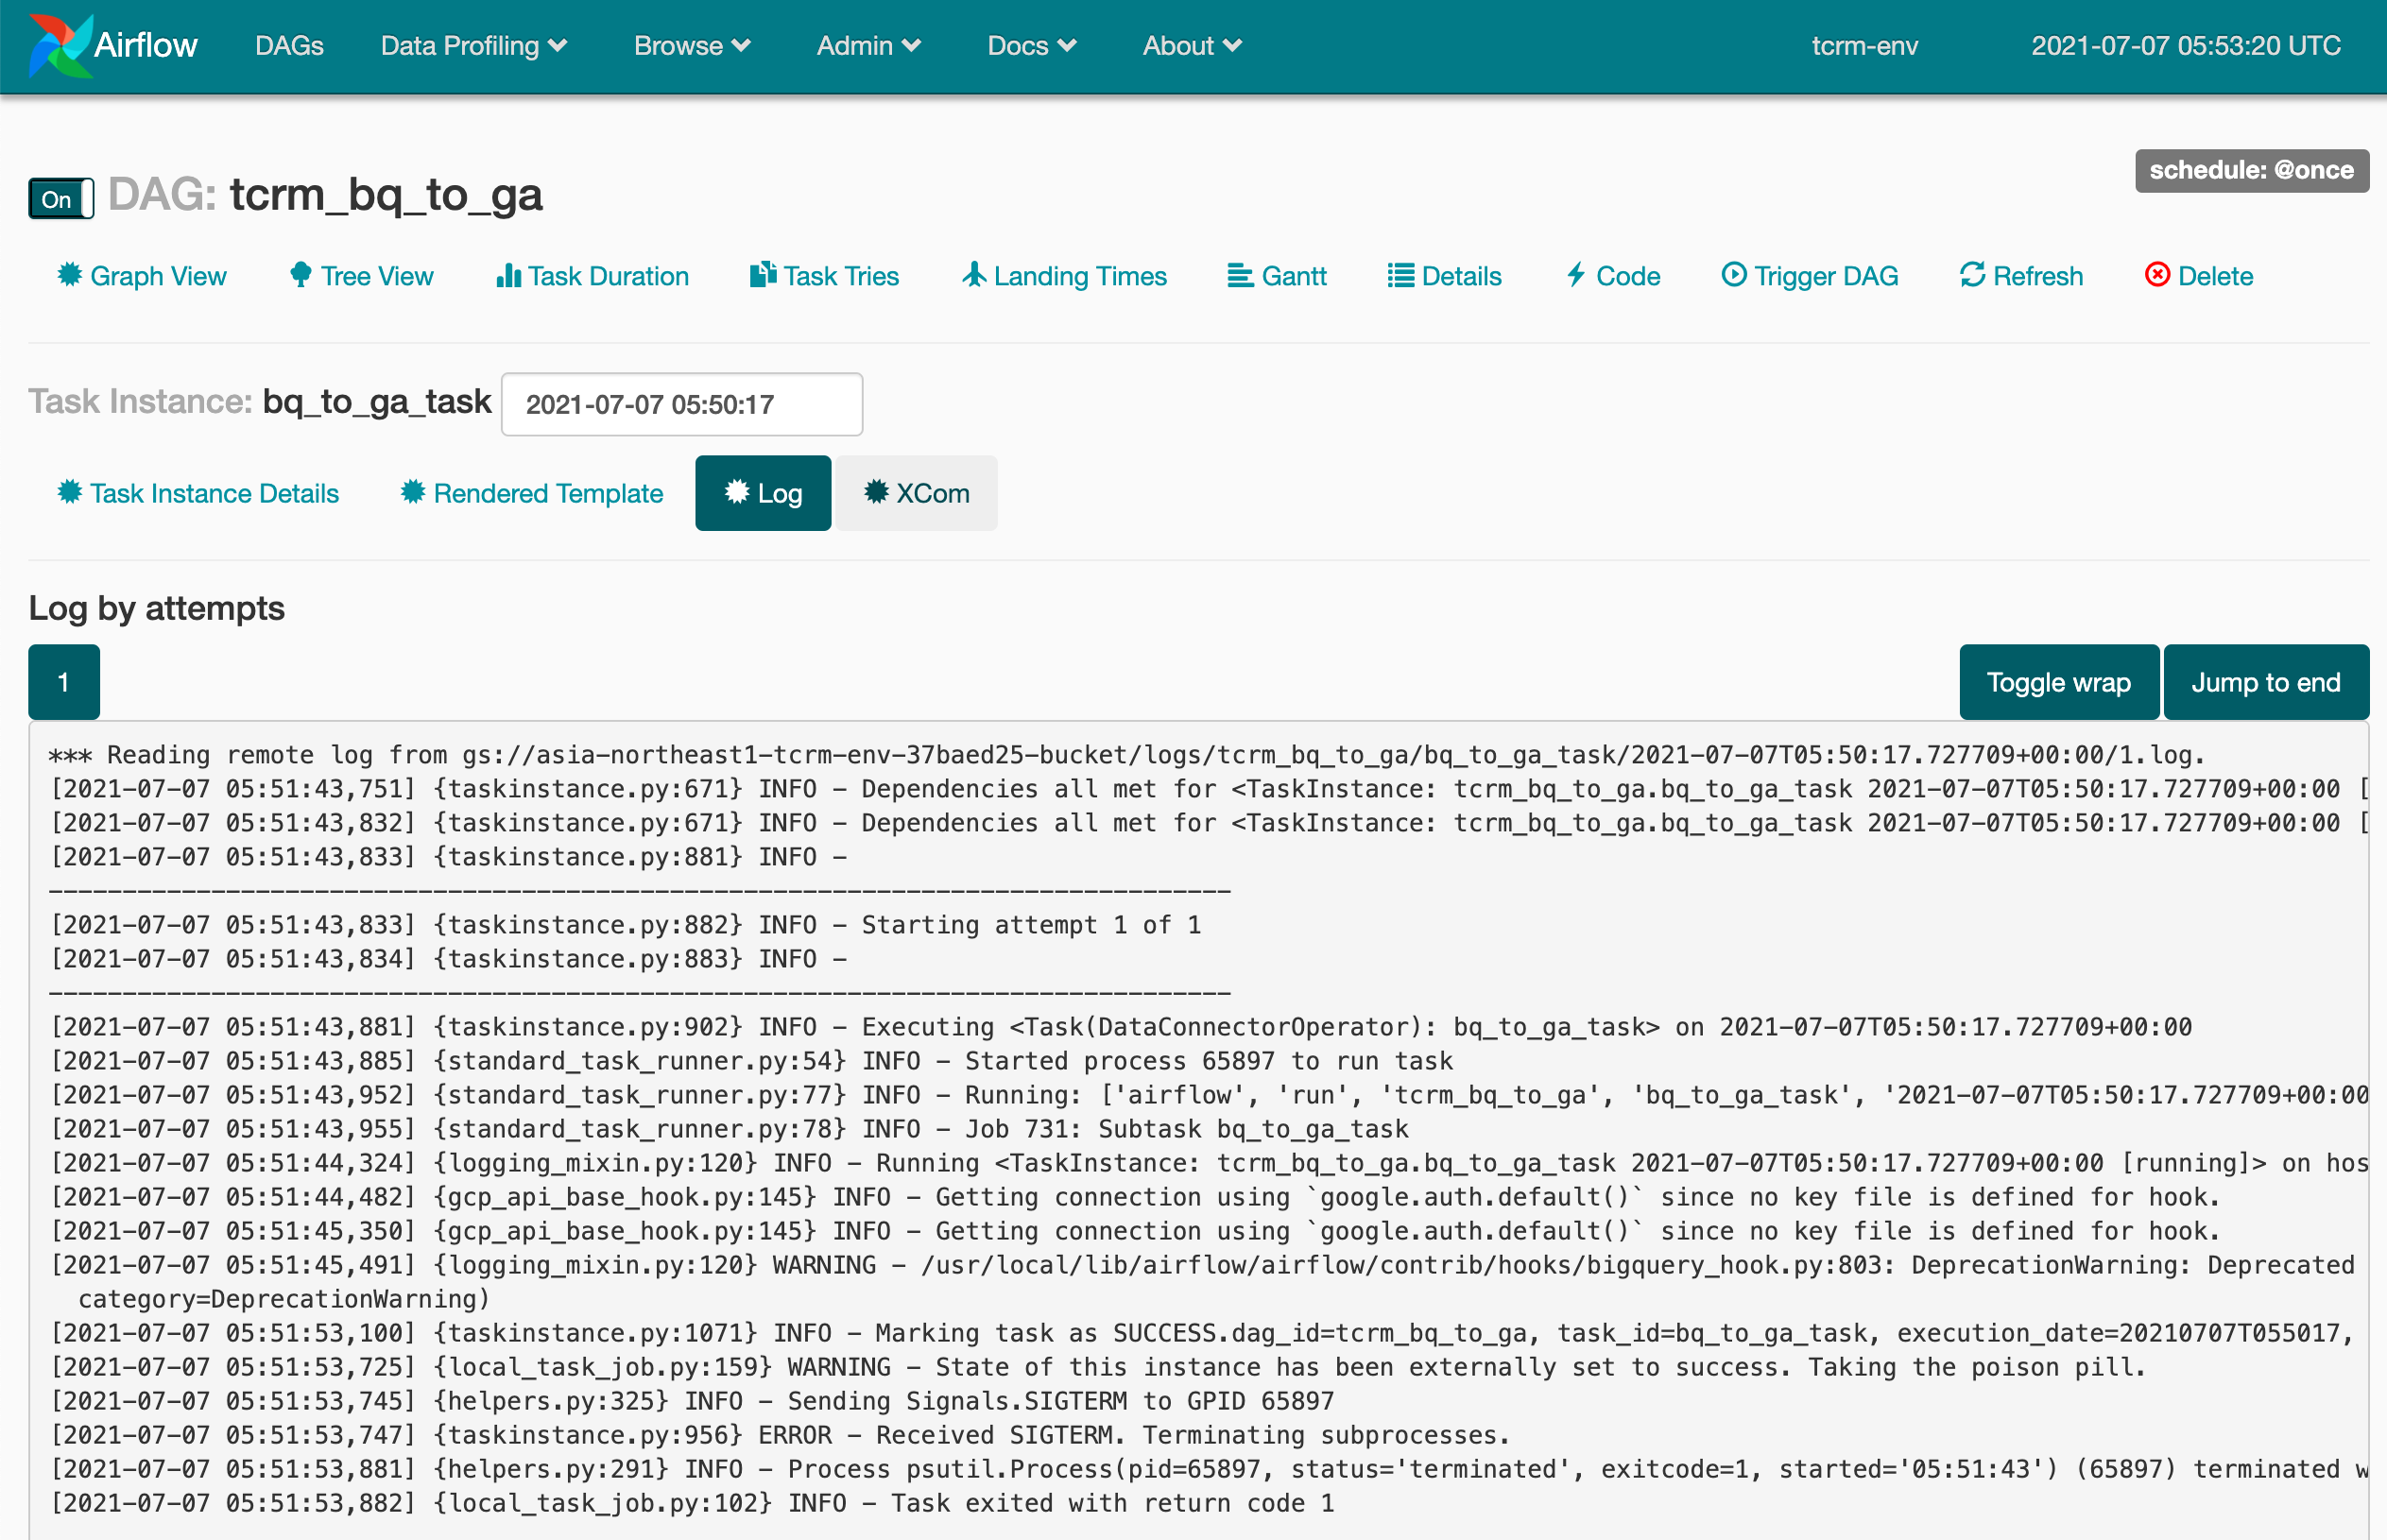 Airflow DAGs Data Profiling Browse Admin Docs About tcrm-env 2021-07-07 05:53:20 UTC
schedule: @once
On DAG: tcrm_bq_to_ga
Graph View Tree View Task Duration Task Tries Landing Times Gantt Details Code Trigger DAG Refresh Delete
Task Instance: bq_to_ga_task 2021-07-07 05:50:17
Task Instance Details Rendered Template Log XCom
Log by attempts
1 Toggle wrap Jump to end
*** Reading remote log from gs://asia-northeast1-tcrm-env-37baed25-bucket/logs/tcrm_bq_to_ga/bq_to_ga_task/2021-07-07T05:50:17.727709+00:00/1.log.
[2021-07-07 05:51:43,751] {taskinstance.py:671} INFO - Dependencies all met for <TaskInstance: tcrm_bq_to_ga.bq_to_ga_task 2021-07-07T05:50:17.727709+00:00 [
[2021-07-07 05:51:43,832] {taskinstance.py:671} INFO - Dependencies all met for <TaskInstance: tcrm_bq_to_ga.bq_to_ga_task 2021-07-07T05:50:17.727709+00:00 [
[2021-07-07 05:51:43,833] {taskinstance.py:881} INFO -
--------------------------------------------------------------------------------
[2021-07-07 05:51:43,833] {taskinstance.py:882} INFO - Starting attempt 1 of 1
[2021-07-07 05:51:43,834] {taskinstance.py:883} INFO -
--------------------------------------------------------------------------------
[2021-07-07 05:51:43,881] {taskinstance.py:902} INFO - Executing <Task(DataConnectorOperator): bq_to_ga_task> on 2021-07-07T05:50:17.727709+00:00
[2021-07-07 05:51:43,885] {standard_task_runner.py:54} INFO - Started process 65897 to run task
[2021-07-07 05:51:43,952] {standard_task_runner.py:77} INFO - Running: ['airflow', 'run', 'tcrm_bq_to_ga', 'bq_to_ga_task', '2021-07-07T05:50:17.727709+00:00
[2021-07-07 05:51:43,955] {standard_task_runner.py:78} INFO - Job 731: Subtask bq_to_ga_task
[2021-07-07 05:51:44,324] {logging_mixin.py:120} INFO - Running <TaskInstance: tcrm_bq_to_ga.bq_to_ga_task 2021-07-07T05:50:17.727709+00:00 [running]> on hos
[2021-07-07 05:51:44,482] {gcp_api_base_hook.py:145} INFO - Getting connection using `google.auth.default()` since no key file is defined for hook.
[2021-07-07 05:51:45,350] {gcp_api_base_hook.py:145} INFO - Getting connection using `google.auth.default()` since no key file is defined for hook.
[2021-07-07 05:51:45,491] {logging_mixin.py:120} WARNING - /usr/local/lib/airflow/airflow/contrib/hooks/bigquery_hook.py:803: DeprecationWarning: Deprecated
category=DeprecationWarning)
[2021-07-07 05:51:53,100] {taskinstance.py:1071} INFO - Marking task as SUCCESS.dag_id=tcrm_bq_to_ga, task_id=bq_to_ga_task, execution_date=20210707T055017,
[2021-07-07 05:51:53,725] {local_task_job.py:159} WARNING - State of this instance has been externally set to success. Taking the poison pill.
[2021-07-07 05:51:53,745] {helpers.py:325} INFO - Sending Signals.SIGTERM to GPID 65897
[2021-07-07 05:51:53,747] {taskinstance.py:956} ERROR - Received SIGTERM. Terminating subprocesses.
[2021-07-07 05:51:53,881] {helpers.py:291} INFO - Process psutil.Process(pid=65897, status='terminated', exitcode=1, started='05:51:43') (65897) terminated w
[2021-07-07 05:51:53,882] {local_task_job.py:102} INFO - Task exited with return code 1